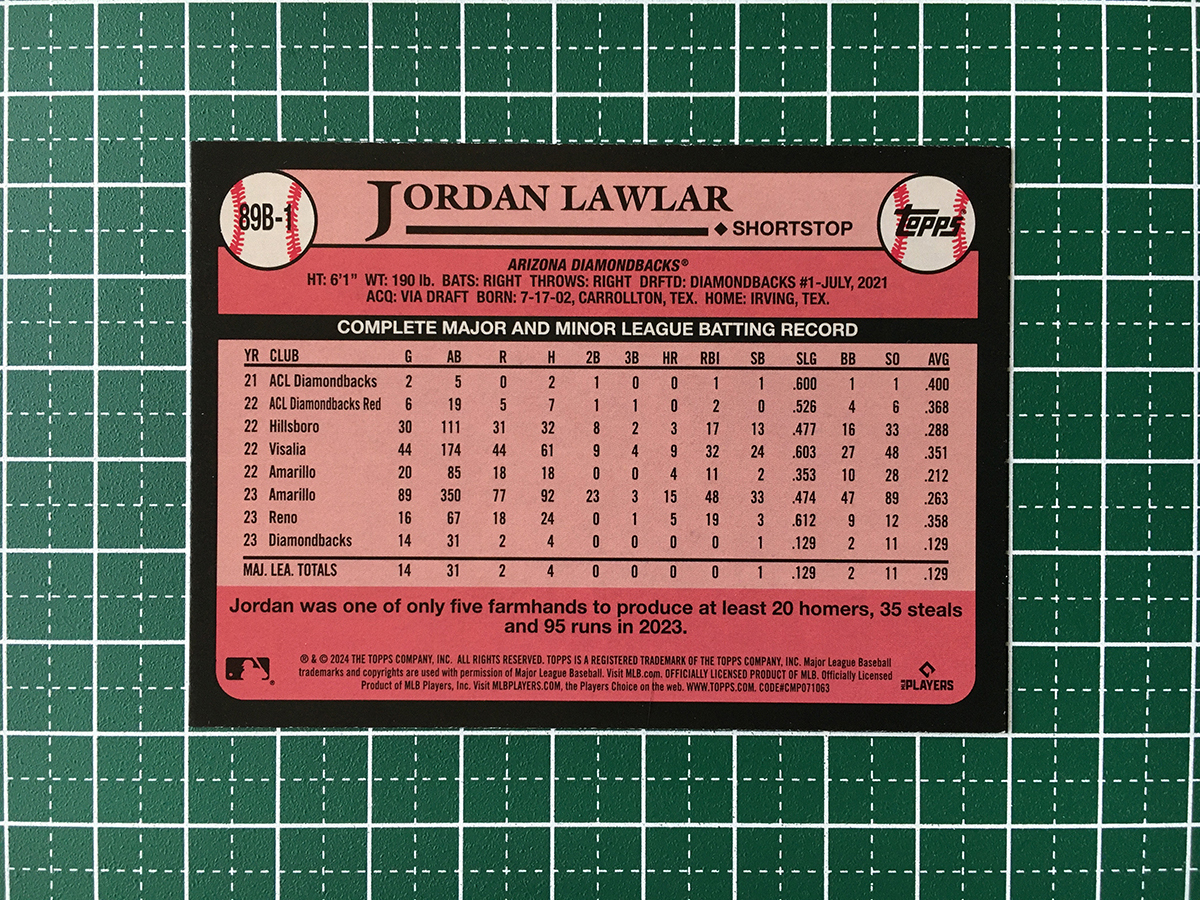 89B-1
JORDAN LAWLAR
SHORTSTOP
topps
ARIZONA DIAMONDBACKS®
HT: 6'1" WT: 190 lb. BATS: RIGHT THROWS: RIGHT DRFTD: DIAMONDBACKS #1-JULY, 2021
ACQ: VIA DRAFT BORN: 7-17-02, CARROLLTON, TEX. HOME: IRVING, TEX.
COMPLETE MAJOR AND MINOR LEAGUE BATTING RECORD
YR CLUB G AB R H 2B 3B HR RBI SB SLG BB SO AVG
21 ACL Diamondbacks 2 5 0 2 1 0 0 1 1 .600 1 1 .400
22 ACL Diamondbacks Red 6 19 5 7 1 1 0 2 0 .526 4 6 .368
22 Hillsboro 30 111 31 32 8 2 3 17 13 .477 16 33 .288
22 Visalia 44 174 44 61 9 4 9 32 24 .603 27 48 .351
22 Amarillo 20 85 18 18 0 0 4 11 2 .353 10 28 .212
23 Amarillo 89 350 77 92 23 3 15 48 33 .474 47 89 .263
23 Reno 16 67 18 24 0 1 5 19 3 .612 9 12 .358
23 Diamondbacks 14 31 2 4 0 0 0 0 1 .129 2 11 .129
MAJ. LEA. TOTALS 14 31 2 4 0 0 0 0 1 .129 2 11 .129
Jordan was one of only five farmhands to produce at least 20 homers, 35 steals
and 95 runs in 2023.
® & © 2024 THE TOPPS COMPANY, INC. ALL RIGHTS RESERVED. TOPPS IS A REGISTERED TRADEMARK OF THE TOPPS COMPANY, INC. Major League Baseball
trademarks and copyrights are used with permission of Major League Baseball. Visit MLB.com. OFFICIALLY LICENSED PRODUCT OF MLB. Officially Licensed
Product of MLB Players, Inc. Visit MLBPLAYERS.COM, the Players Choice on the web. WWW.TOPPS.COM. CODE#CMP071063
MLB PLAYERS